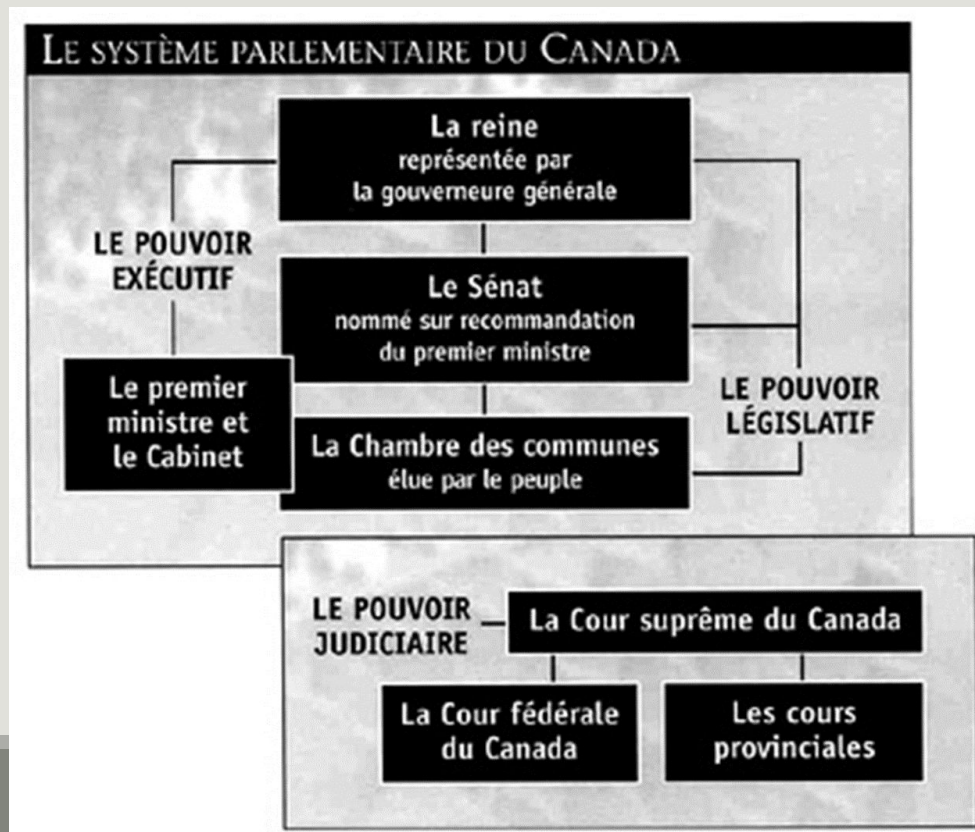 LE SYSTÈME PARLEMENTAIRE DU CANADA
La reine
représentée par
la gouverneure générale
LE POUVOIR
EXÉCUTIF
Le Sénat
nommé sur recommandation
du premier ministre
Le premier
ministre et
le Cabinet
LE POUVOIR
LÉGISLATIF
La Chambre des communes
élue par le peuple
LE POUVOIR
JUDICIAIRE
La Cour suprême du Canada
La Cour fédérale
du Canada
Les cours
provinciales